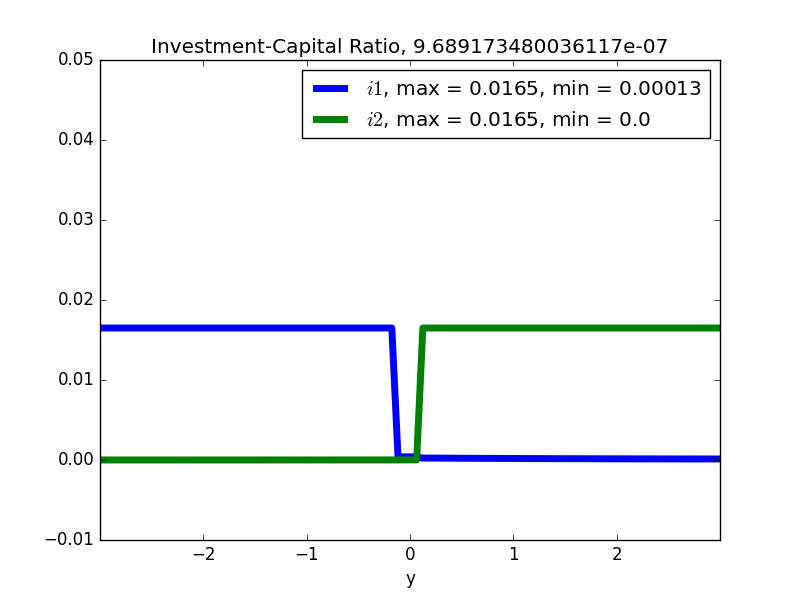 Investment-Capital Ratio, 9.689173480036117e-07
i1, max = 0.0165, min = 0.00013
i2, max = 0.0165, min = 0.0
0.05
0.04
0.03
0.02
0.01
0.00
−0.01
−2 −1 0 1 2
y